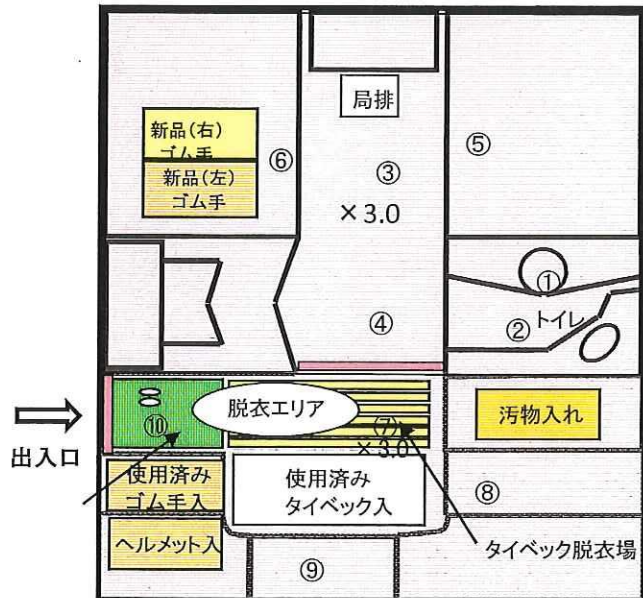 局排
新品(右)
ゴム手
新品(左)
ゴム手
⑥
③
×3.0
⑤
①
②
トイレ
④
出入口
⑩
脱衣エリア
⑦
×3.0
汚物入れ
使用済み
ゴム手入
使用済み
タイベック入
⑧
ヘルメット入
タイベック脱衣場
⑨